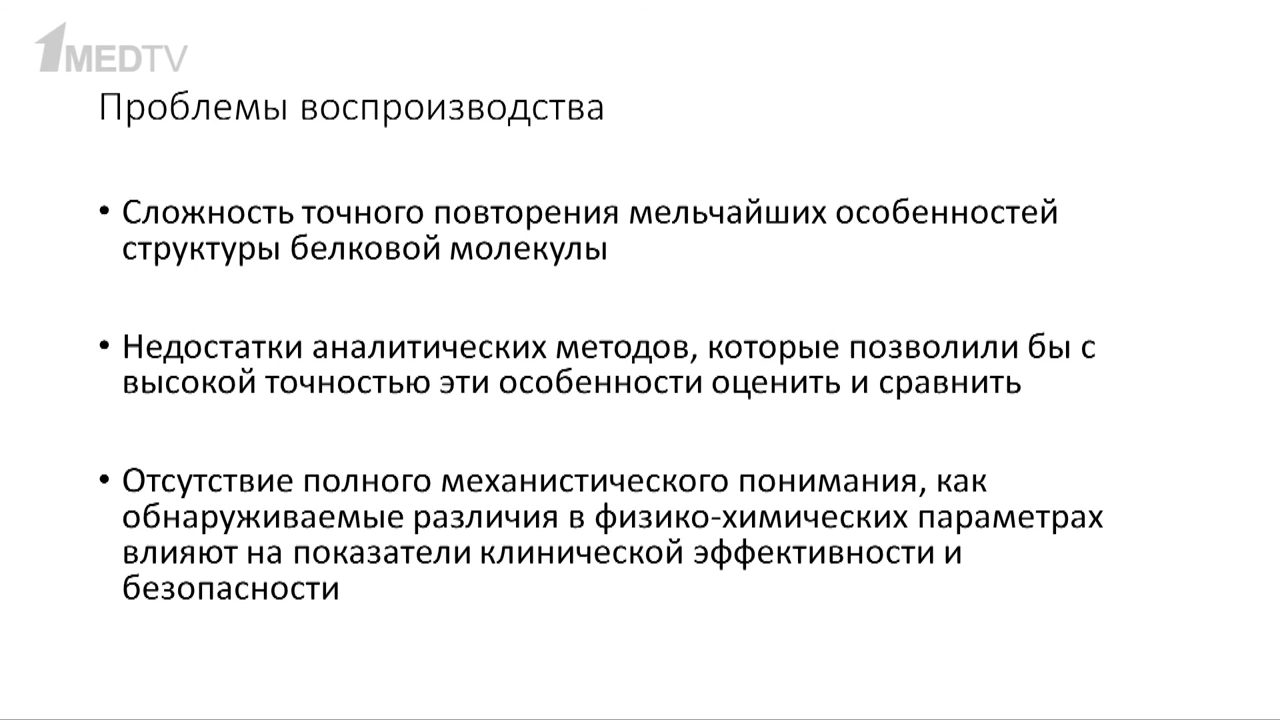 1MEDTV
Проблемы воспроизводства
• Сложность точного повторения мельчайших особенностей
структуры белковой молекулы
• Недостатки аналитических методов, которые позволили бы с
высокой точностью эти особенности оценить и сравнить
• Отсутствие полного механистического понимания, как
обнаруживаемые различия в физико-химических параметрах
влияют на показатели клинической эффективности и
безопасности